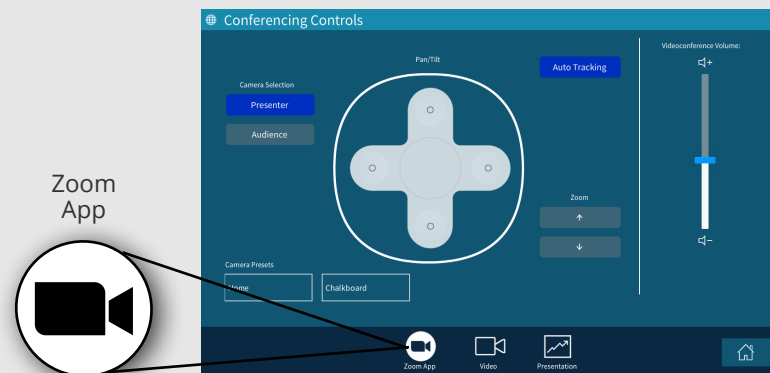 Conferencing Controls
Videoconference Volume:
Pan/Tilt
Auto Tracking
Camera Selection
Presenter
Audience
Zoom
App
Zoom
Camera Presets
Home
Chalkboard
Zoom App
Video
Presentation